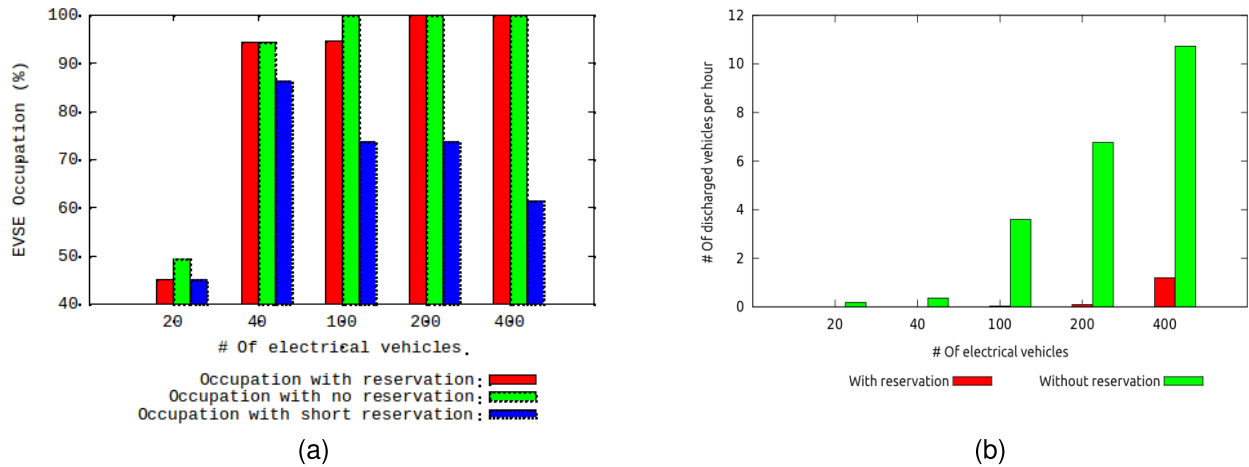 100
90
80
70
60
50
40
EVSE Occupation (%)
20 40 100 200 400
# Of electrical vehicles.
Occupation with reservation:
Occupation with no reservation:
Occupation with short reservation:
(a)
12
10
8
6
4
2
0
# Of discharged vehicles per hour
20 40 100 200 400
# Of electrical vehicles
With reservation Without reservation
(b)